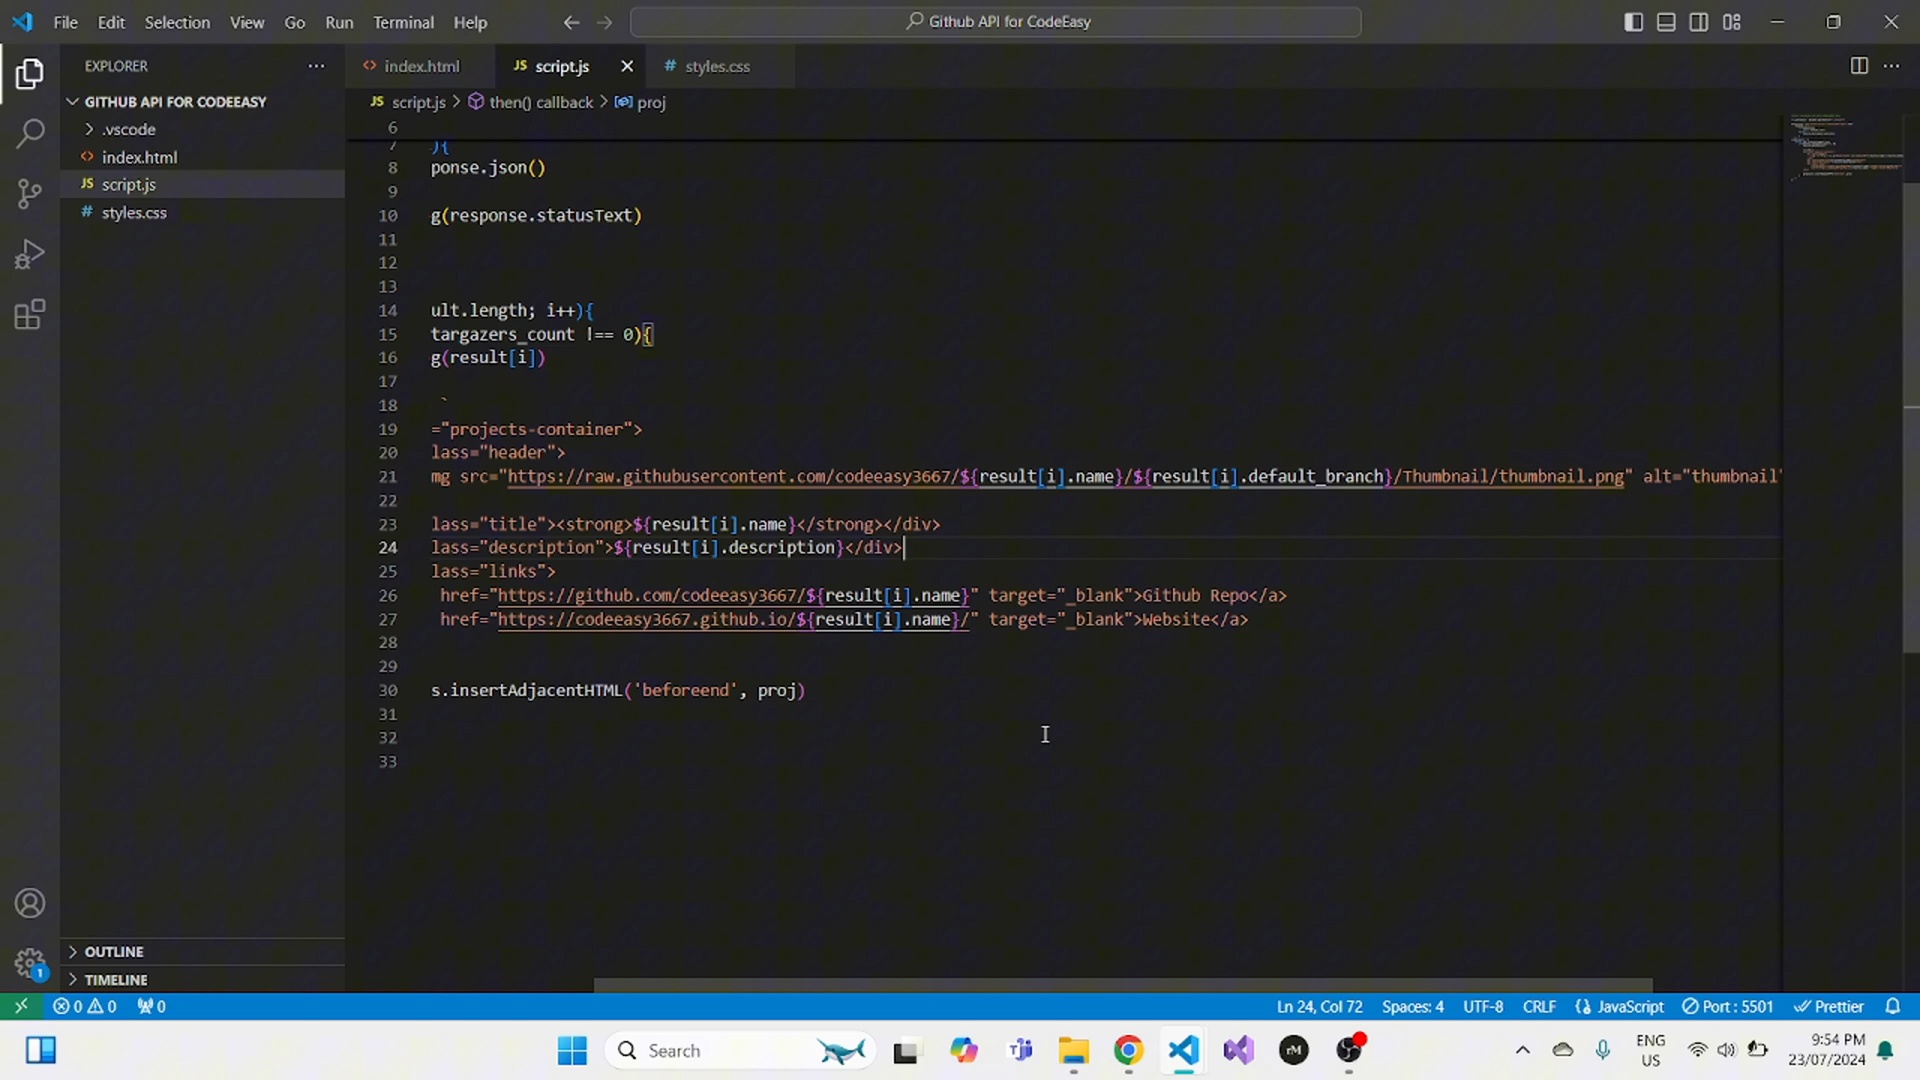 File Edit Selection View Go Run Terminal Help
Github API for CodeEasy
EXPLORER
GITHUB API FOR CODEEASY
.vscode
index.html
script.js
styles.css
OUTLINE
TIMELINE
index.html
JS script.js
# styles.css
JS script.js > then() callback > proj
6
7 ){
8 ponse.json()
9
10 g(response.statusText)
11
12
13
14 ult.length; i++){
15 targazers_count !== 0){
16 g(result[i])
17
18 `
19 ="projects-container">
20 lass="header">
21 mg src="https://raw.githubusercontent.com/codeeasy3667/${result[i].name}/${result[i].default_branch}/Thumbnail/thumbnail.png" alt="thumbnail"
22
23 lass="title"><strong>${result[i].name}</strong></div>
24 lass="description">${result[i].description}</div>
25 lass="links">
26 href="https://github.com/codeeasy3667/${result[i].name}" target="_blank">Github Repo</a>
27 href="https://codeeasy3667.github.io/${result[i].name}/" target="_blank">Website</a>
28
29
30 s.insertAdjacentHTML('beforeend', proj)
31
32
33
1
0 0 0
Ln 24, Col 72 Spaces: 4 UTF-8 CRLF {} JavaScript Port : 5501 Prettier
Search
rM
ENG
US
9:54 PM
23/07/2024